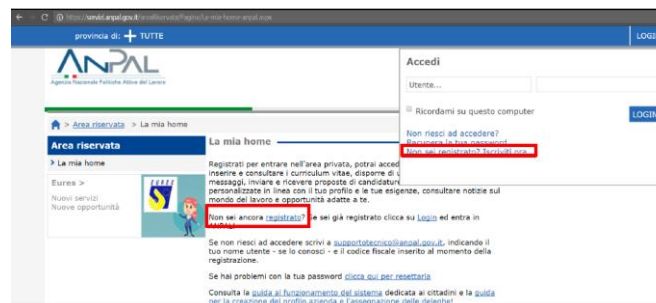 https://servizi.anpal.gov.it/areaRiservata/Pagine/La-mia-home-anpal.aspx
provincia di: TUTTE
LOGI
ANPAL
Agenzia Nazionale Politiche Attive del Lavoro
Accedi
Utente...
Ricordami su questo computer
LOGIN
Non riesci ad accedere?
Recupera la tua password
Non sei registrato? Iscriviti ora
> Area riservata > La mia home
Area riservata
> La mia home
Eures >
Nuovi servizi
Nuove opportunità
eures
La mia home
Registrati per entrare nell'area privata, potrai acced
inserire e consultare i curriculum vitae, disporre di u
messaggi, inviare e ricevere proposte di candidatur
personalizzate in linea con il tuo profilo e le tue esigenze, consultare notizie sul
mondo del lavoro e opportunità adatte a te.
Non sei ancora registrato? Se sei già registrato clicca su Login ed entra in
ANPAL!
Se non riesci ad accedere scrivi a supportotecnico@anpal.gov.it, indicando il
tuo nome utente - se lo conosci - e il codice fiscale inserito al momento della
registrazione.
Se hai problemi con la tua password clicca qui per resettarla
Consulta la guida al funzionamento del sistema dedicata ai cittadini e la guida
per la creazione del profilo azienda e l'assegnazione delle deleghe!